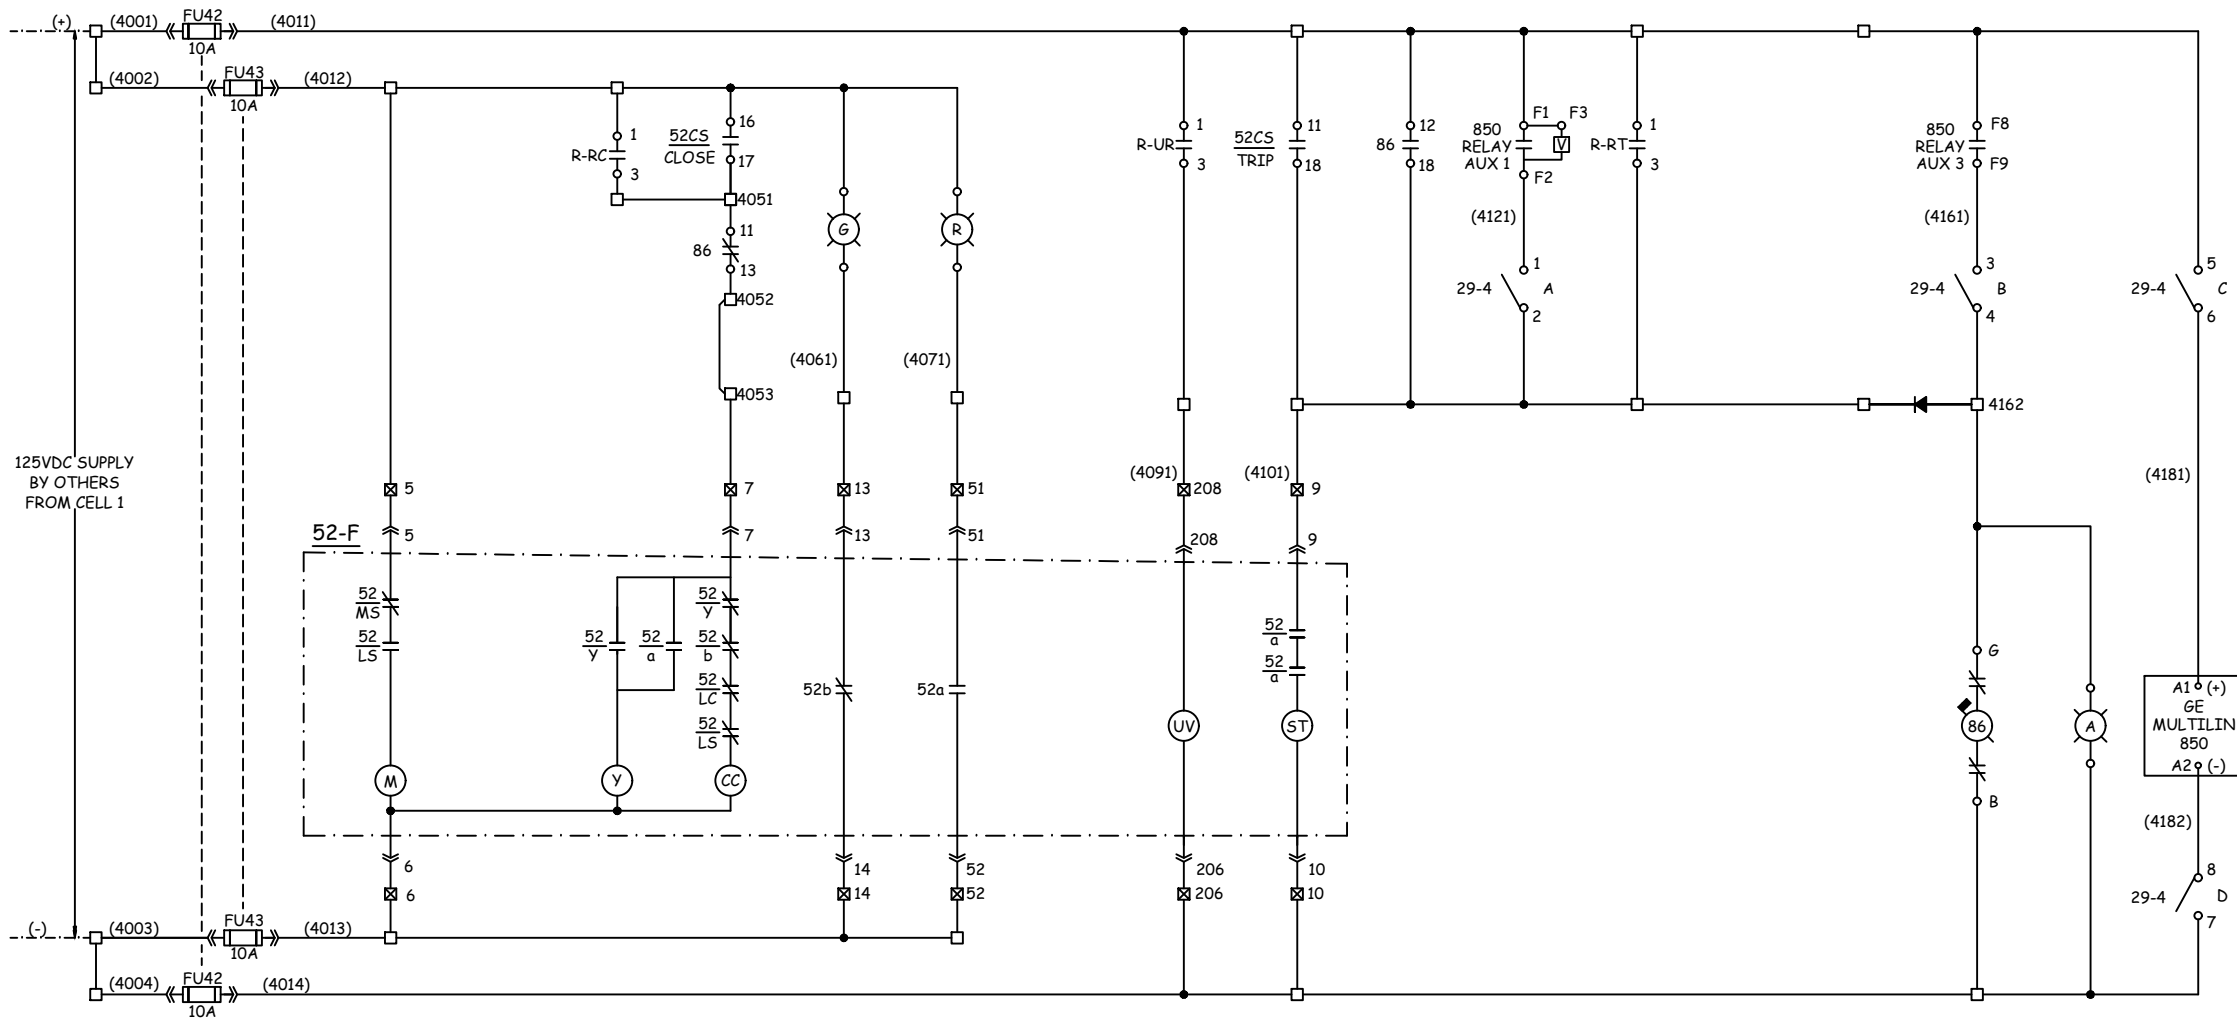 (+)
(4001)
FU42
10A
(4011)
(4002)
FU43
10A
(4012)
1
R-RC
3
16
52CS
CLOSE
17
4051
11
86
13
4052
4053
G
R
(4061)
(4071)
1
R-UR
3
11
52CS
TRIP
18
12
86
18
F1
F3
850
RELAY
AUX 1
V
F2
(4121)
1
29-4
A
2
1
R-RT
3
F8
850
RELAY
AUX 3
F9
(4161)
3
29-4
B
4
5
29-4
C
6
4162
125VDC SUPPLY
BY OTHERS
FROM CELL 1
(4091)
(4101)
(4181)
5
7
13
51
208
9
52-F
5
7
13
51
208
9
52
MS
52
LS
52
Y
52
a
52
Y
52
b
52
LC
52
LS
52b
52a
52
a
52
a
M
Y
CC
UV
ST
G
86
B
A
A1 (+)
GE
MULTILIN
850
A2 (-)
(4182)
8
29-4
D
7
6
14
52
206
10
6
14
52
206
10
(-)
(4003)
FU43
10A
(4013)
(4004)
FU42
10A
(4014)